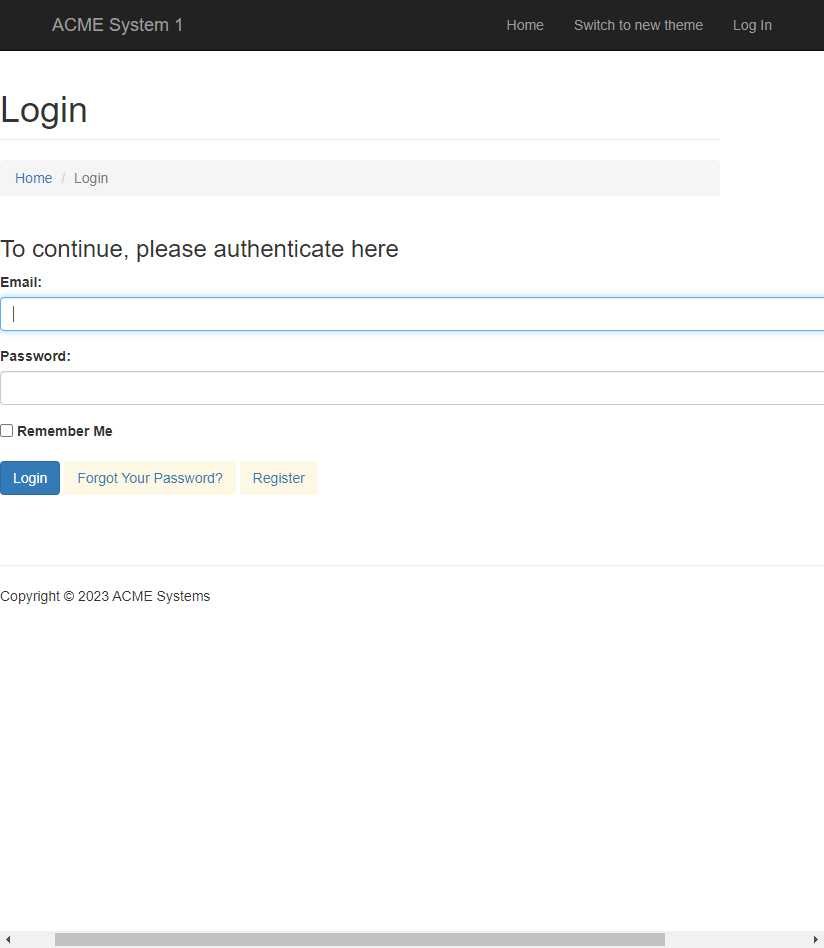 ACME System 1 Home Switch to new theme Log In
Login
Home / Login
To continue, please authenticate here
Email:
Password:
Remember Me
Login Forgot Your Password? Register
Copyright © 2023 ACME Systems